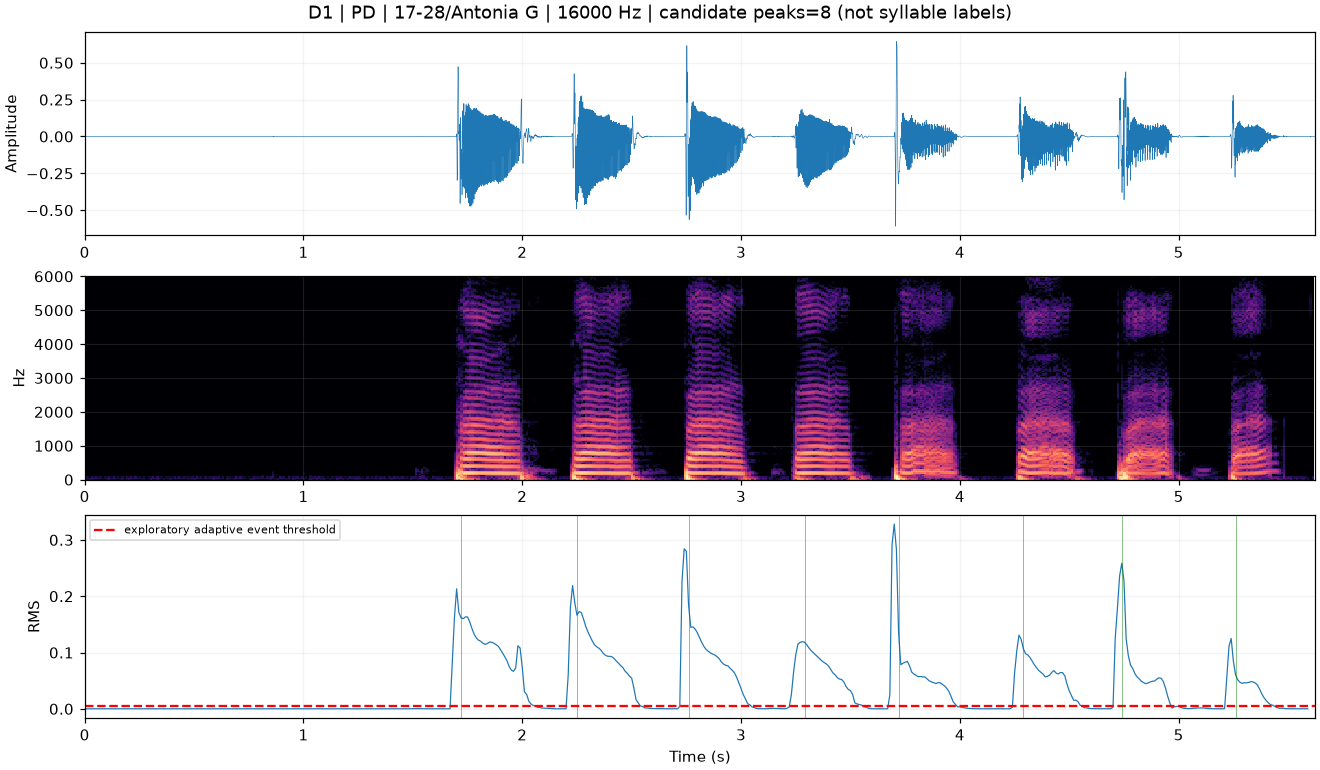 D1 | PD | 17-28/Antonia G | 16000 Hz | candidate peaks=8 (not syllable labels)
Amplitude
0.50
0.25
0.00
−0.25
−0.50
0 1 2 3 4 5
Hz
6000
5000
4000
3000
2000
1000
0
0 1 2 3 4 5
RMS
exploratory adaptive event threshold
0.3
0.2
0.1
0.0
0 1 2 3 4 5
Time (s)